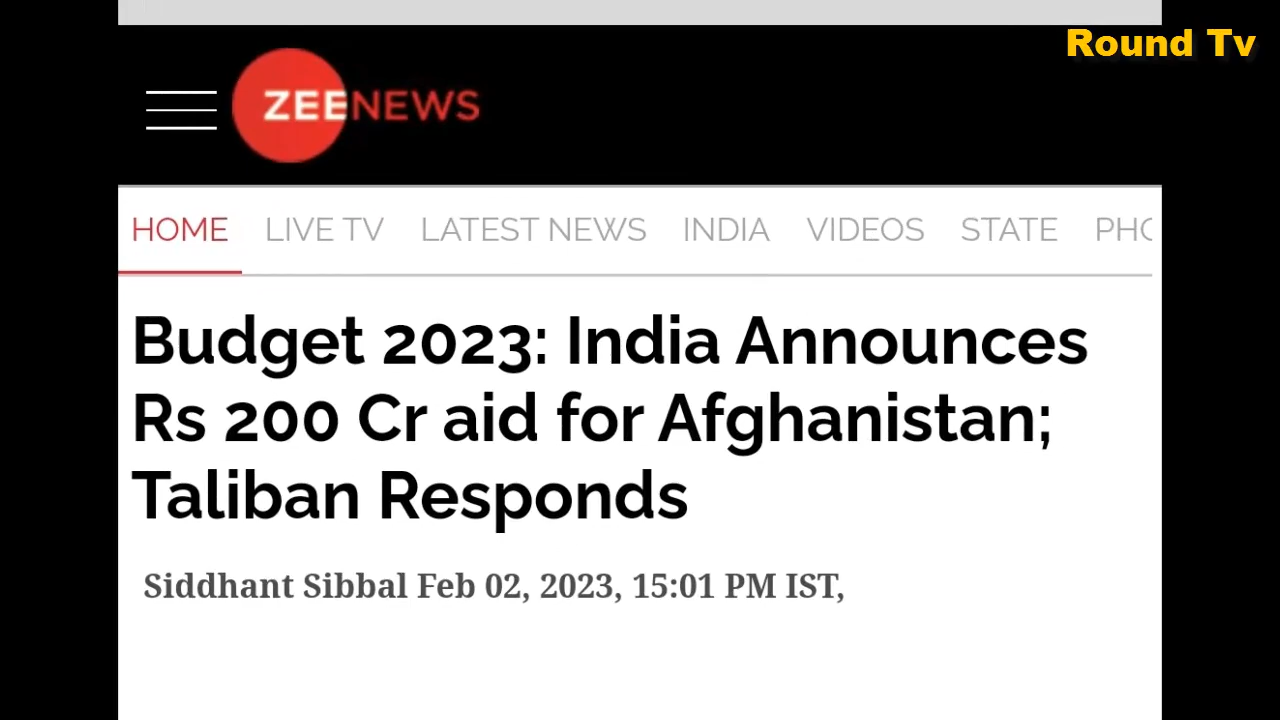 Round Tv
ZEENEWS
HOME LIVE TV LATEST NEWS INDIA VIDEOS STATE PHO
Budget 2023: India Announces
Rs 200 Cr aid for Afghanistan;
Taliban Responds
Siddhant Sibbal Feb 02, 2023, 15:01 PM IST,